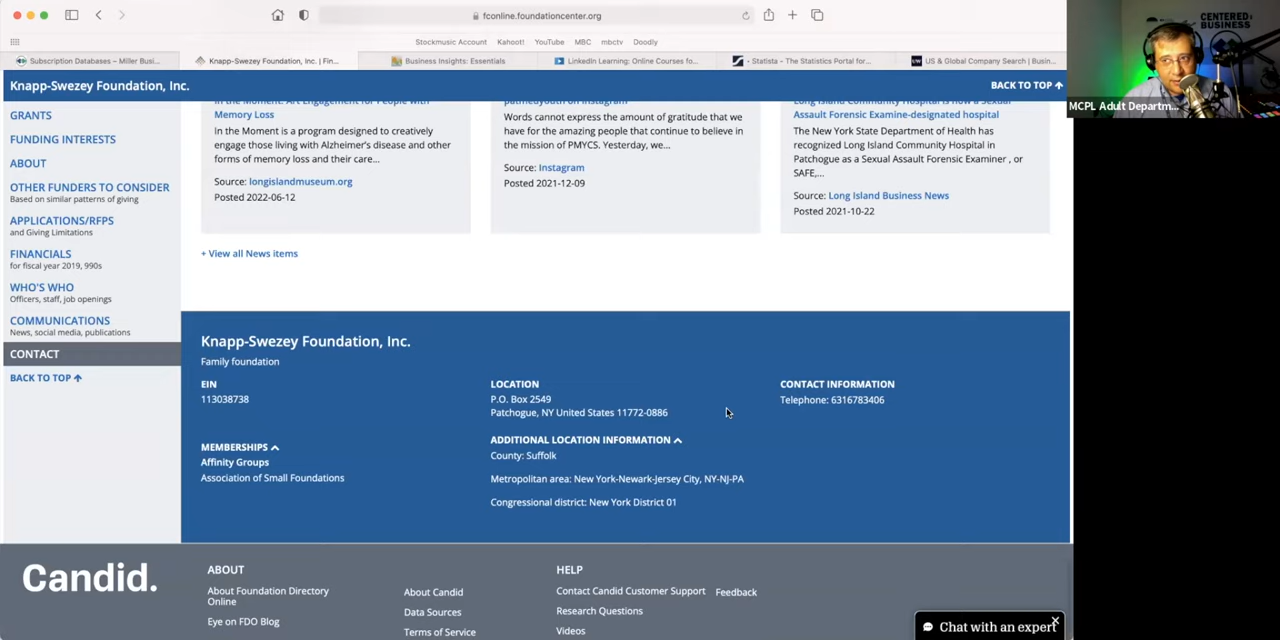 fconline.foundationcenter.org
Stockmusic Account Kahoot! YouTube MBC mbctv Doodly
Subscription Databases – Miller Busi... Knapp-Swezey Foundation, Inc. | Fin... Business Insights: Essentials LinkedIn Learning: Online Courses fo... - Statista – The Statistics Portal for... US & Global Company Search | Busin...
Knapp-Swezey Foundation, Inc. BACK TO TOP ↑
CENTERED
BUSINESS
MCPL Adult Departm...
GRANTS
FUNDING INTERESTS
ABOUT
OTHER FUNDERS TO CONSIDER
Based on similar patterns of giving
APPLICATIONS/RFPS
and Giving Limitations
FINANCIALS
for fiscal year 2019, 990s
WHO'S WHO
Officers, staff, job openings
COMMUNICATIONS
News, social media, publications
CONTACT
BACK TO TOP ↑
In the Moment: Art Engagement for People with
Memory Loss
In the Moment is a program designed to creatively
engage those living with Alzheimer's disease and other
forms of memory loss and their care...
Source: longislandmuseum.org
Posted 2022-06-12
patmedyouth on Instagram
Words cannot express the amount of gratitude that we
have for the amazing people that continue to believe in
the mission of PMYCS. Yesterday, we...
Source: Instagram
Posted 2021-12-09
Long Island Community Hospital is now a Sexual
Assault Forensic Examine-designated hospital
The New York State Department of Health has
recognized Long Island Community Hospital in
Patchogue as a Sexual Assault Forensic Examiner , or
SAFE,...
Source: Long Island Business News
Posted 2021-10-22
+ View all News items
Knapp-Swezey Foundation, Inc.
Family foundation
EIN
113038738
MEMBERSHIPS
Affinity Groups
Association of Small Foundations
LOCATION
P.O. Box 2549
Patchogue, NY United States 11772-0886
ADDITIONAL LOCATION INFORMATION
County: Suffolk
Metropolitan area: New York-Newark-Jersey City, NY-NJ-PA
Congressional district: New York District 01
CONTACT INFORMATION
Telephone: 6316783406
Candid.
ABOUT
About Foundation Directory
Online
Eye on FDO Blog
About Candid
Data Sources
Terms of Service
HELP
Contact Candid Customer Support
Research Questions
Videos
Feedback
Chat with an expert